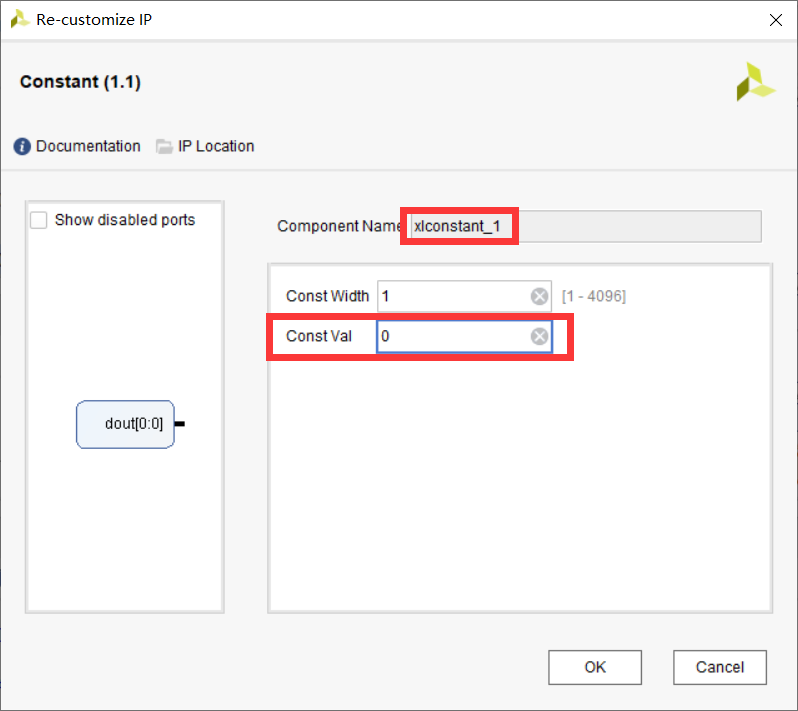 Re-customize IP
Constant (1.1)
i Documentation IP Location
Show disabled ports
Component Name xlconstant_1
Const Width 1 [1 - 4096]
Const Val 0
dout[0:0]
OK Cancel